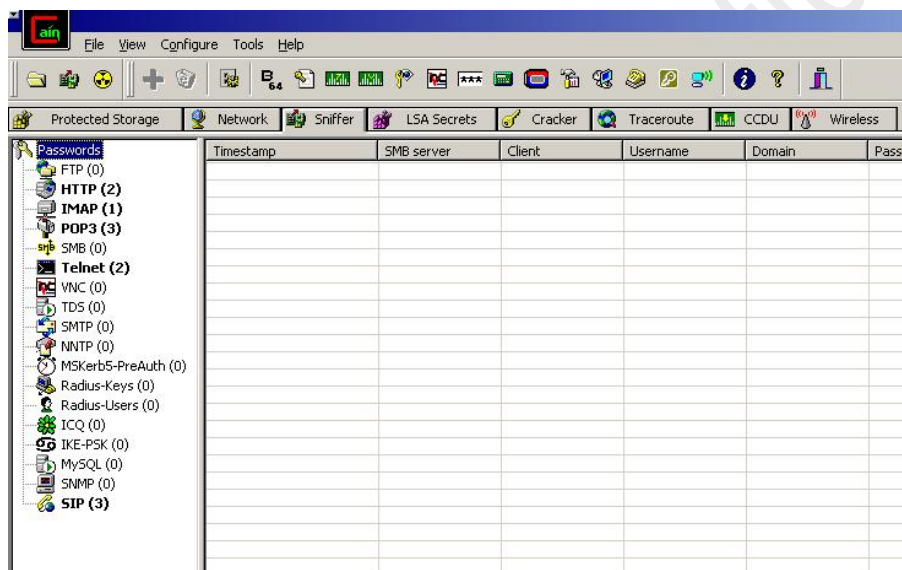 ain
File View Configure Tools Help
B64
***
Protected Storage Network Sniffer LSA Secrets Cracker Traceroute CCDU Wireless
Passwords
Timestamp SMB server Client Username Domain Pass
FTP (0)
HTTP (2)
IMAP (1)
POP3 (3)
SMB (0)
Telnet (2)
VNC (0)
TDS (0)
SMTP (0)
NNTP (0)
MSKerb5-PreAuth (0)
Radius-Keys (0)
Radius-Users (0)
ICQ (0)
IKE-PSK (0)
MySQL (0)
SNMP (0)
SIP (3)